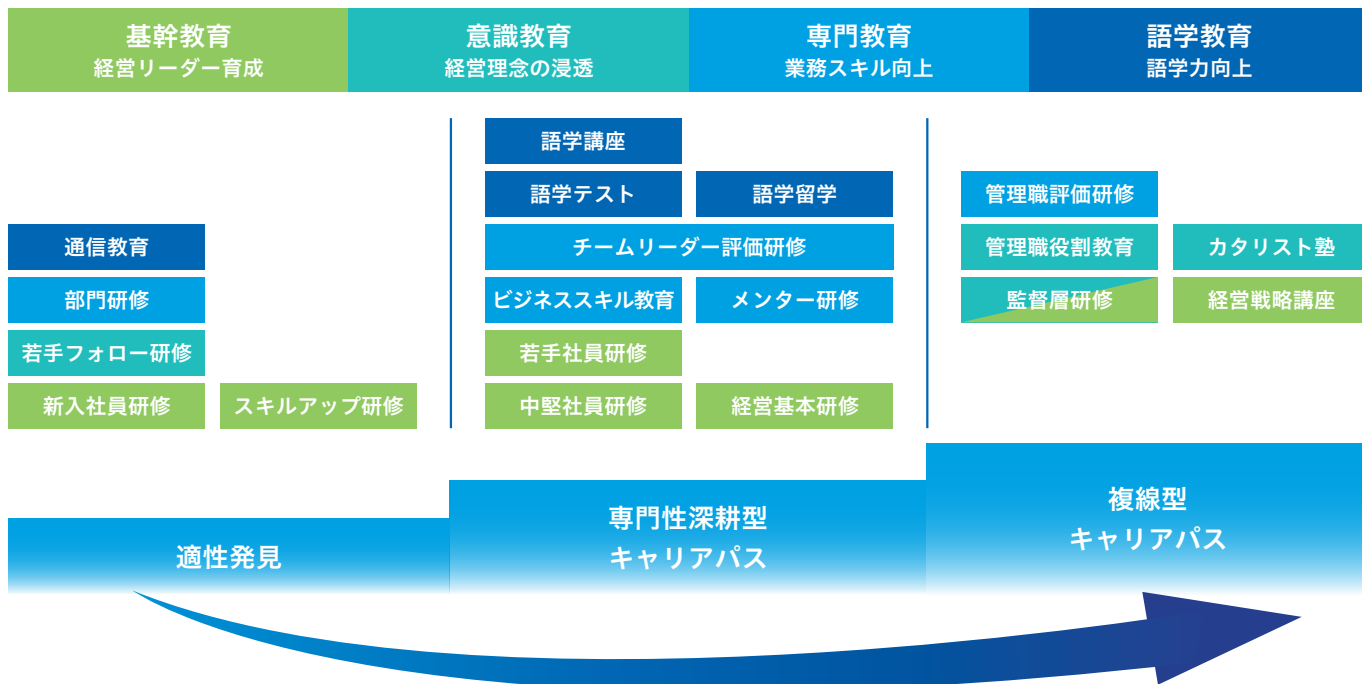 基幹教育
経営リーダー育成
意識教育
経営理念の浸透
専門教育
業務スキル向上
語学教育
語学力向上
通信教育
部門研修
若手フォロー研修
新入社員研修
スキルアップ研修
語学講座
語学テスト
語学留学
チームリーダー評価研修
ビジネススキル教育
メンター研修
若手社員研修
中堅社員研修
経営基本研修
管理職評価研修
管理職役割教育
カタリスト塾
監督層研修
経営戦略講座
適性発見
専門性深耕型
キャリアパス
複線型
キャリアパス